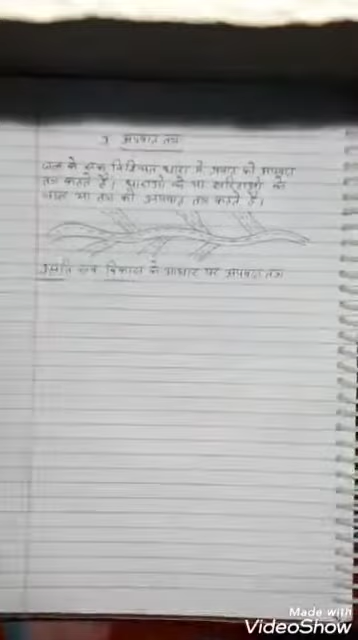 3 अपवाह तंत्र
जल के एक निश्चित धारा में प्रवाह को अपवाह
तंत्र कहते हैं। धाराओं के या सरिताओं के
जाल या तंत्र को अपवाह तंत्र कहते हैं।
उत्पत्ति एवं विकास के आधार पर अपवाह तंत्र
Made with
VideoShow